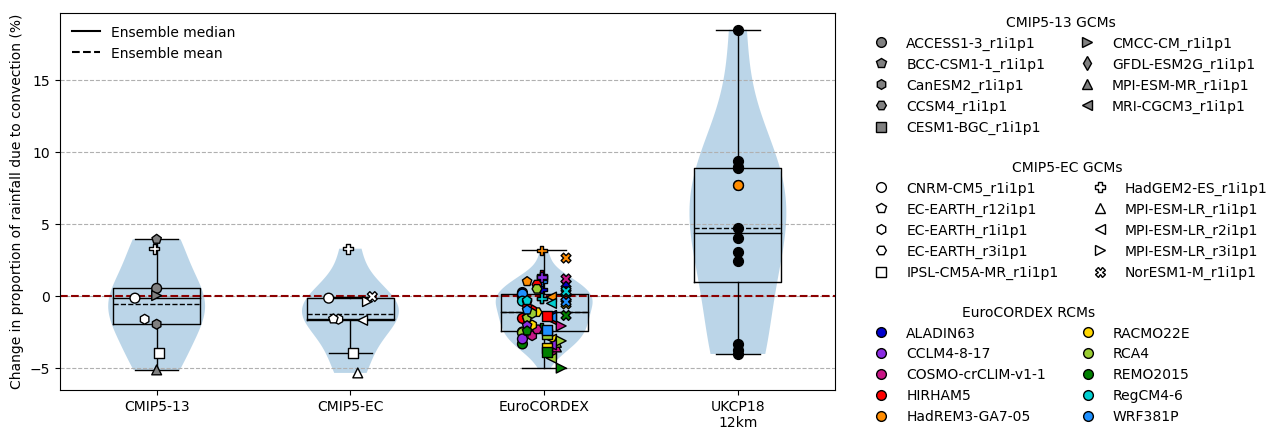 Change in proportion of rainfall due to convection (%)
15
10
5
0
−5
Ensemble median
Ensemble mean
CMIP5-13
CMIP5-EC
EuroCORDEX
UKCP18
12km
CMIP5-13 GCMs
ACCESS1-3_r1i1p1
BCC-CSM1-1_r1i1p1
CanESM2_r1i1p1
CCSM4_r1i1p1
CESM1-BGC_r1i1p1
CMCC-CM_r1i1p1
GFDL-ESM2G_r1i1p1
MPI-ESM-MR_r1i1p1
MRI-CGCM3_r1i1p1
CMIP5-EC GCMs
CNRM-CM5_r1i1p1
EC-EARTH_r12i1p1
EC-EARTH_r1i1p1
EC-EARTH_r3i1p1
IPSL-CM5A-MR_r1i1p1
HadGEM2-ES_r1i1p1
MPI-ESM-LR_r1i1p1
MPI-ESM-LR_r2i1p1
MPI-ESM-LR_r3i1p1
NorESM1-M_r1i1p1
EuroCORDEX RCMs
ALADIN63
CCLM4-8-17
COSMO-crCLIM-v1-1
HIRHAM5
HadREM3-GA7-05
RACMO22E
RCA4
REMO2015
RegCM4-6
WRF381P